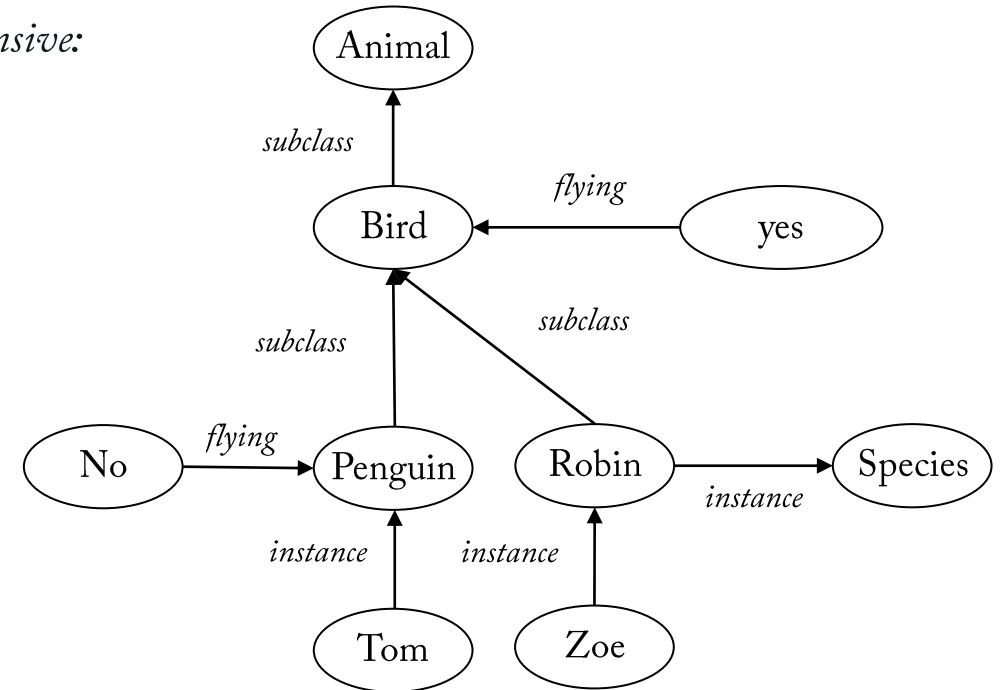 nsive:
Animal
subclass
flying
Bird
yes
subclass
subclass
flying
No
Penguin
Robin
Species
instance
instance
instance
Tom
Zoe